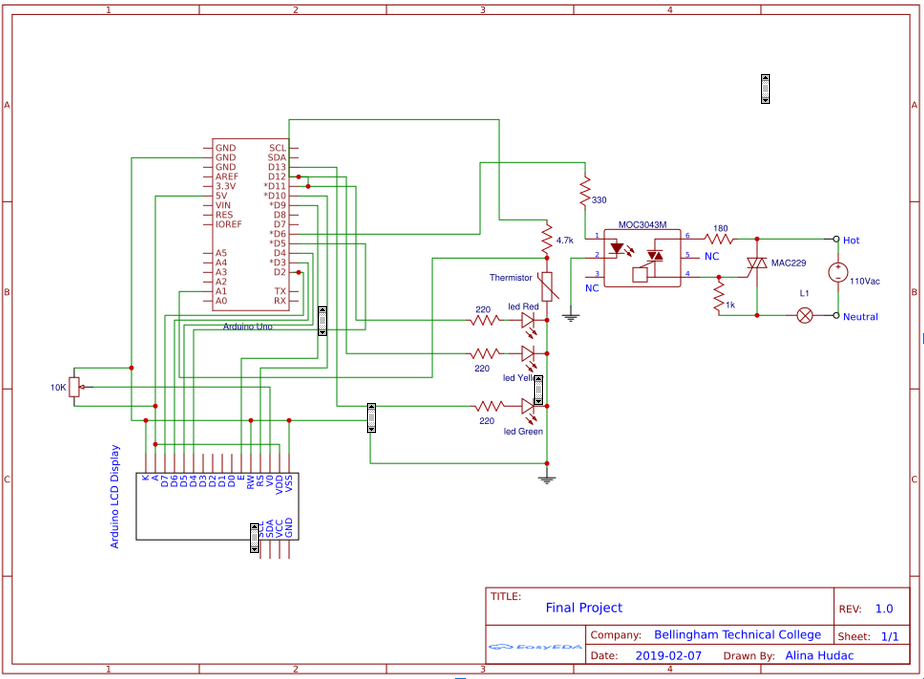 1 2 3 4
A A
B B
C C
GND
GND
GND
AREF
3.3V
5V
VIN
RES
IOREF
A5
A4
A3
A2
A1
A0
SCL
SDA
D13
D12
*D11
*D10
*D9
D8
D7
*D6
*D5
D4
*D3
D2
TX
RX
Arduino Uno
330
4.7k
Thermistor
led Red
220
220
220
led Green
MOC3043M
1
2
3
6
5
4
NC
NC
180
MAC229
1k
L1
Hot
110Vac
Neutral
10K
Arduino LCD Display
K A D7 D6 D5 D4 D3 D2 D1 D0 E RW RS V0 VDD VSS
SCL SDA VCC GND
TITLE:
Final Project
REV: 1.0
EasyEDA
Company: Bellingham Technical College
Sheet: 1/1
Date: 2019-02-07 Drawn By: Alina Hudac
1 2 3 4